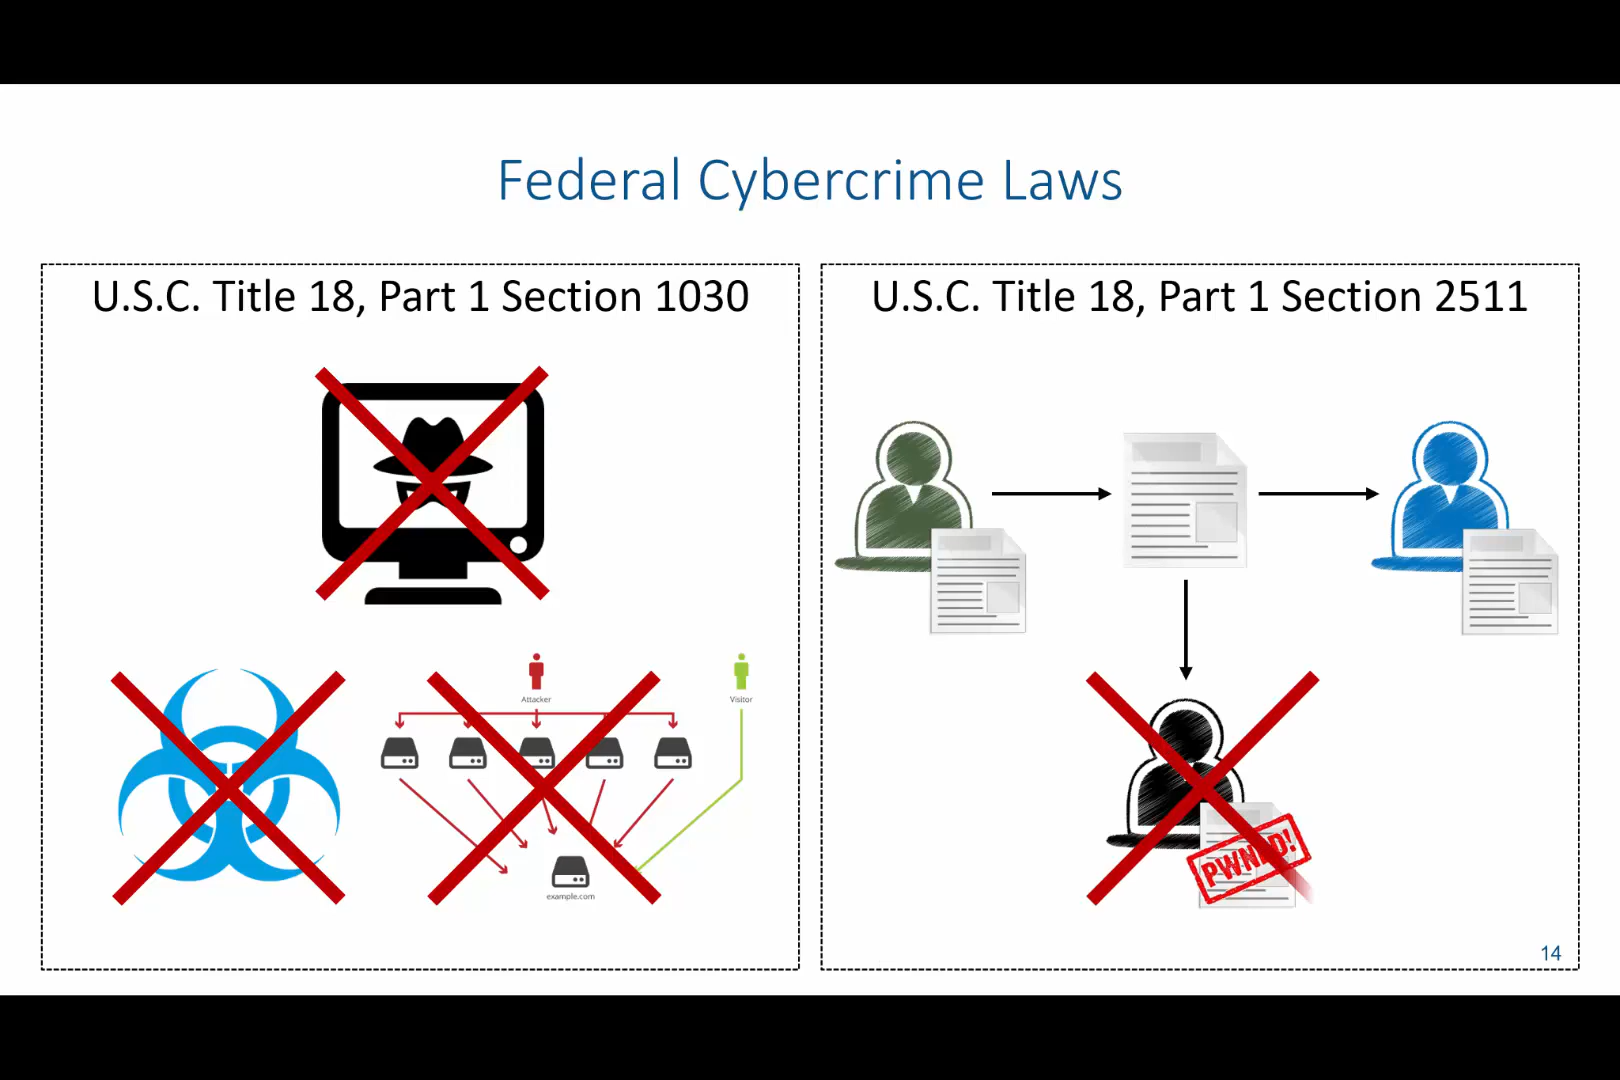 Federal Cybercrime Laws
U.S.C. Title 18, Part 1 Section 1030
Attacker
Visitor
example.com
U.S.C. Title 18, Part 1 Section 2511
PWNED!
14